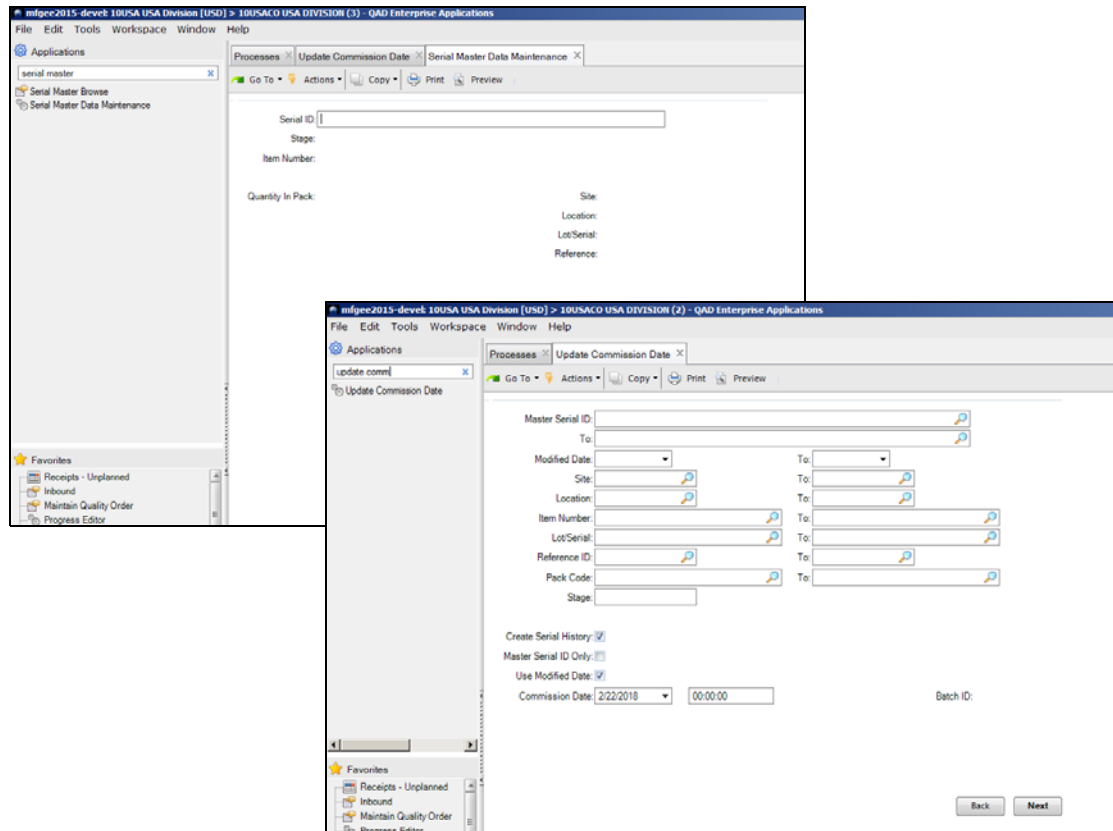 mfgee2015-devel: 10USA USA Division [USD] > 10USACO USA DIVISION (3) - QAD Enterprise Applications
File Edit Tools Workspace Window Help
Applications
serial master
Serial Master Browse
Serial Master Data Maintenance
Favorites
Receipts - Unplanned
Inbound
Maintain Quality Order
Progress Editor
Processes Update Commission Date Serial Master Data Maintenance
Go To Actions Copy Print Preview
Serial ID:
Stage:
Item Number:
Quantity In Pack: Site:
Location:
Lot/Serial:
Reference:
mfgee2015-devel: 10USA USA Division [USD] > 10USACO USA DIVISION (2) - QAD Enterprise Applications
File Edit Tools Workspace Window Help
Applications
update comm
Update Commission Date
Favorites
Receipts - Unplanned
Inbound
Maintain Quality Order
Progress Editor
Processes Update Commission Date
Go To Actions Copy Print Preview
Master Serial ID:
To:
Modified Date: To:
Site: To:
Location: To:
Item Number: To:
Lot/Serial: To:
Reference ID: To:
Pack Code: To:
Stage:
Create Serial History:
Master Serial ID Only:
Use Modified Date:
Commission Date: 2/22/2018 00:00:00 Batch ID:
Back Next